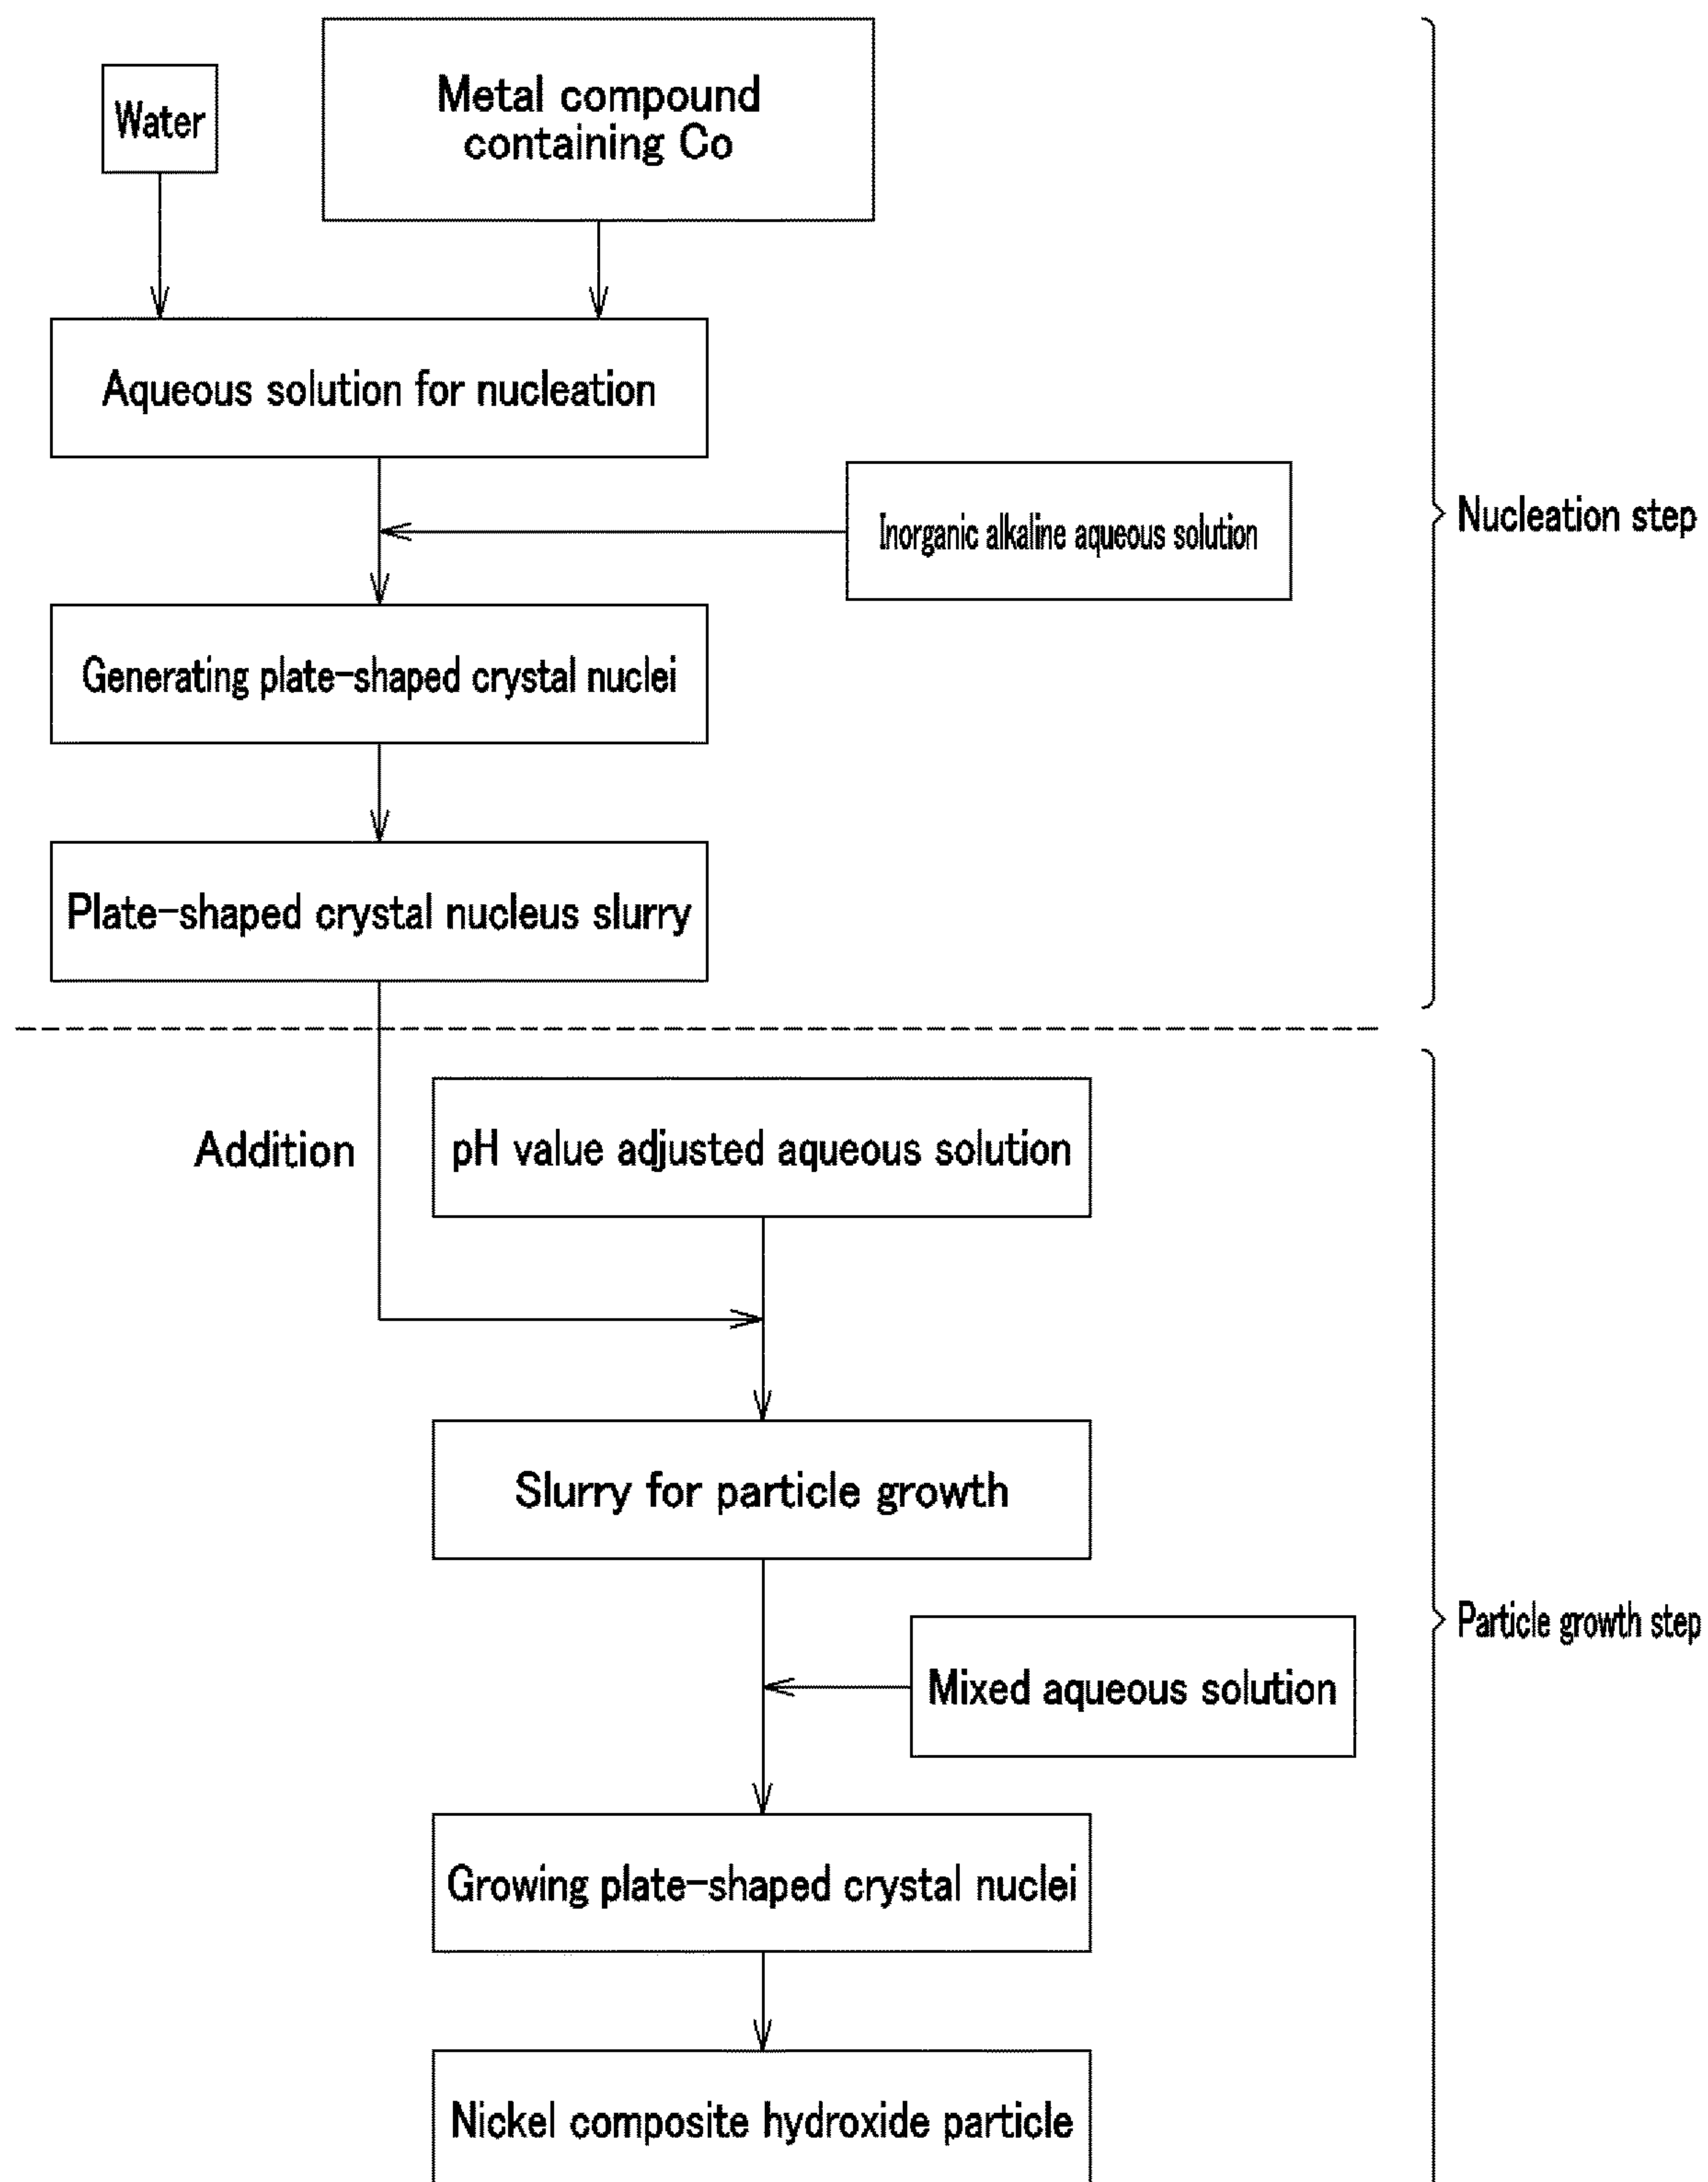 Water
Metal compound
containing Co
Aqueous solution for nucleation
Inorganic alkaline aqueous solution
Nucleation step
Generating plate-shaped crystal nuclei
Plate-shaped crystal nucleus slurry
Addition
pH value adjusted aqueous solution
Slurry for particle growth
Particle growth step
Mixed aqueous solution
Growing plate-shaped crystal nuclei
Nickel composite hydroxide particle